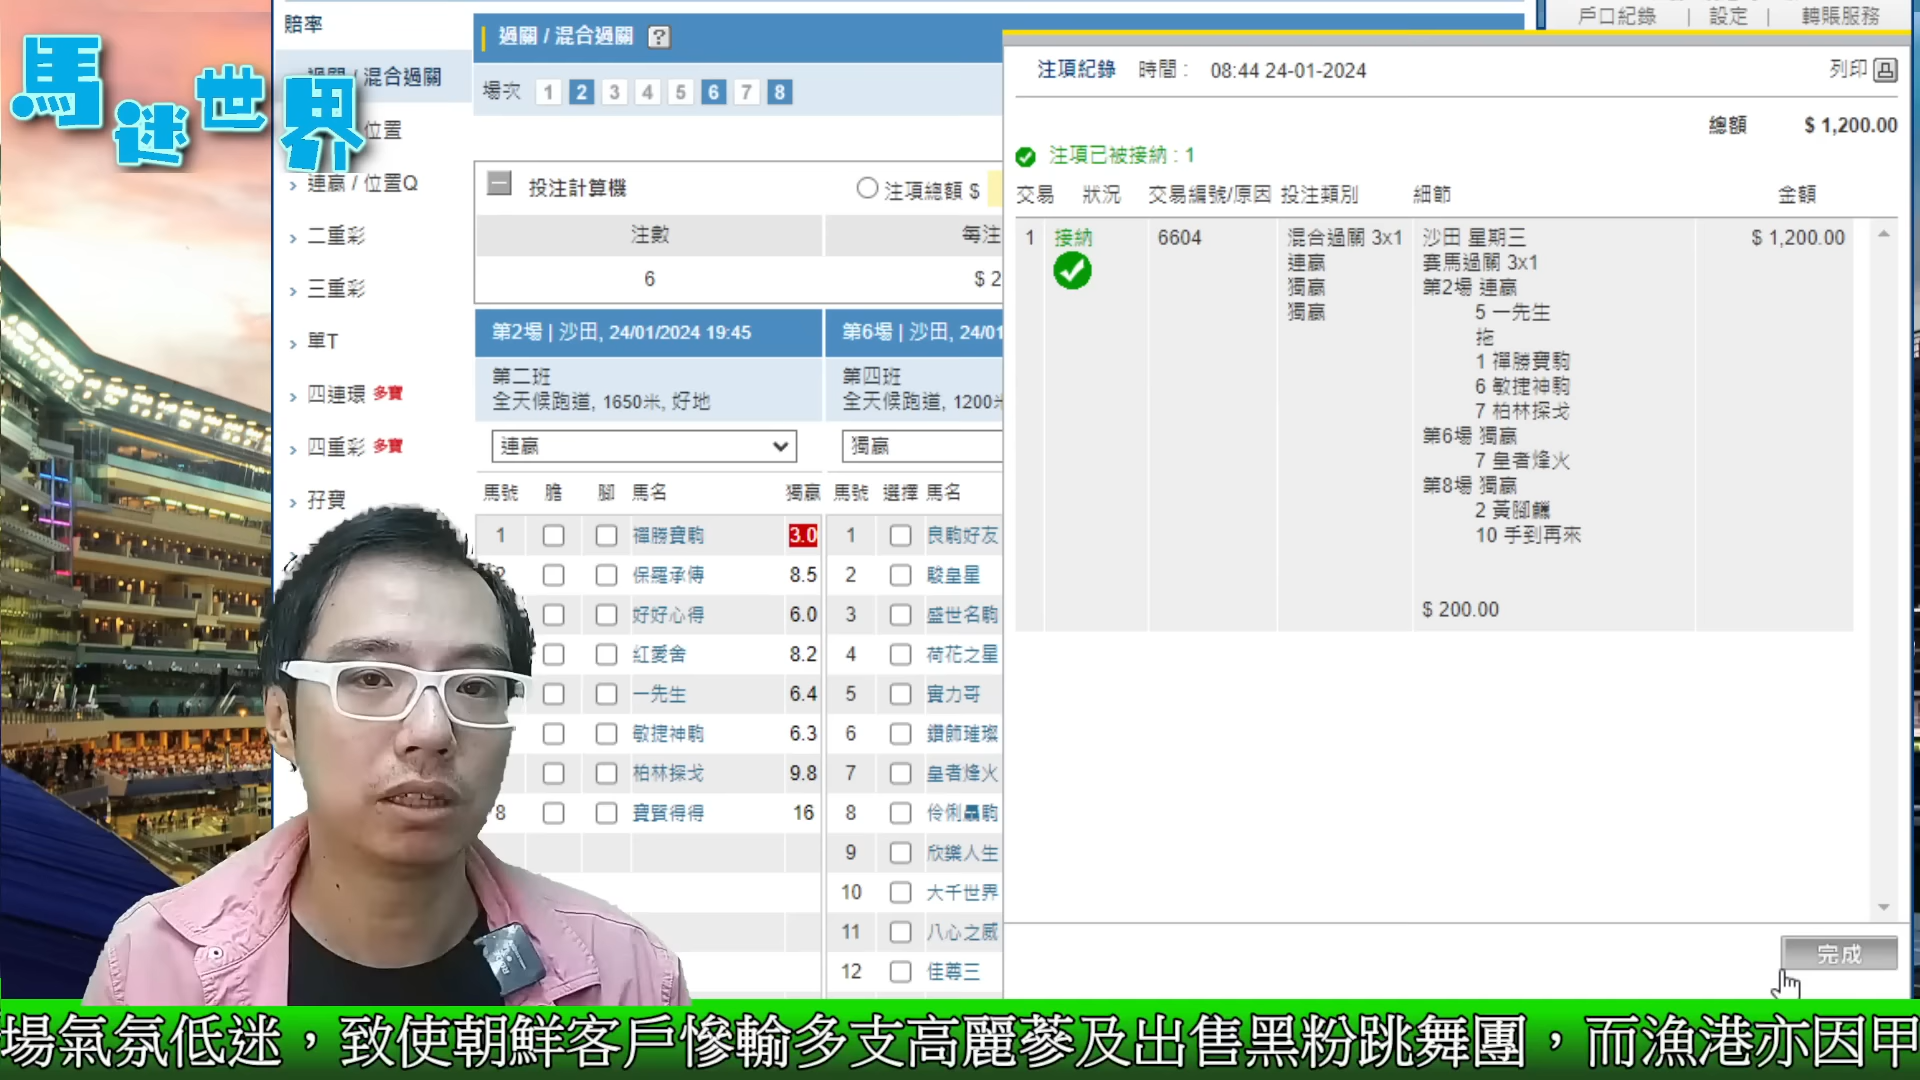 賠率
過關 / 混合過關
位置
連贏 / 位置Q
二重彩
三重彩
單T
四連環 多寶
四重彩 多寶
孖寶
馬迷世界
過關 / 混合過關 ?
場次 1 2 3 4 5 6 7 8
投注計算機
注項總額 $
注數
每注
6
$ 2
第2場 | 沙田, 24/01/2024 19:45
第二班
全天候跑道, 1650米, 好地
連贏
馬號 膽 腳 馬名 獨贏
1 禪勝寶駒 3.0
2 保羅承傳 8.5
好好心得 6.0
紅愛舍 8.2
一先生 6.4
敏捷神駒 6.3
柏林探戈 9.8
8 寶賢得得 16
第6場 | 沙田, 24/01
第四班
全天候跑道, 1200米
獨贏
馬號 選擇 馬名
1 良駒好友
2 駿皇星
3 盛世名駒
4 荷花之星
5 實力哥
6 鑽飾璀璨
7 皇者烽火
8 伶俐驫駒
9 欣樂人生
10 大千世界
11 八心之威
12 佳尊三
戶口紀錄 | 設定 | 轉賬服務
注項紀錄 時間 : 08:44 24-01-2024
列印
總額 $ 1,200.00
注項已被接納 : 1
交易 狀況 交易編號/原因 投注類別 細節 金額
1 接納 6604 混合過關 3x1 沙田 星期三 $ 1,200.00
連贏 賽馬過關 3x1
獨贏 第2場 連贏
獨贏 5 一先生
拖
1 禪勝寶駒
6 敏捷神駒
7 柏林探戈
第6場 獨贏
7 皇者烽火
第8場 獨贏
2 黃腳鱲
10 手到再來
$ 200.00
完成
場氣氛低迷，致使朝鮮客戶慘輸多支高麗蔘及出售黑粉跳舞團，而漁港亦因甲